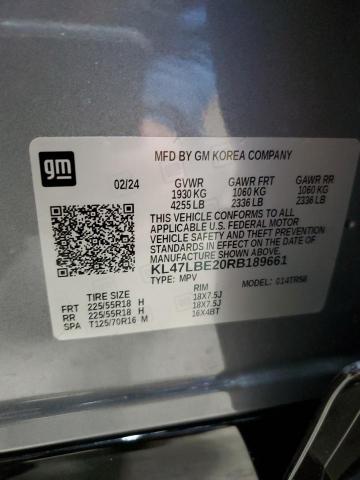 gm
MFD BY GM KOREA COMPANY
02/24 GVWR GAWR FRT GAWR RR
1930 KG 1060 KG 1060 KG
4255 LB 2336 LB 2336 LB
THIS VEHICLE CONFORMS TO ALL
APPLICABLE U.S. FEDERAL MOTOR
VEHICLE SAFETY AND THEFT
PREVENTION STANDARDS IN EFFECT ON THE
DATE OF MANUFACTURE SHOWN ABOVE.
KL47LBE20RB189661
TYPE: MPV MODEL: 014TR58
TIRE SIZE RIM
FRT 225/55R18 H 18X7.5J
RR 225/55R18 H 18X7.5J
SPA T125/70R16 M 16X4BT